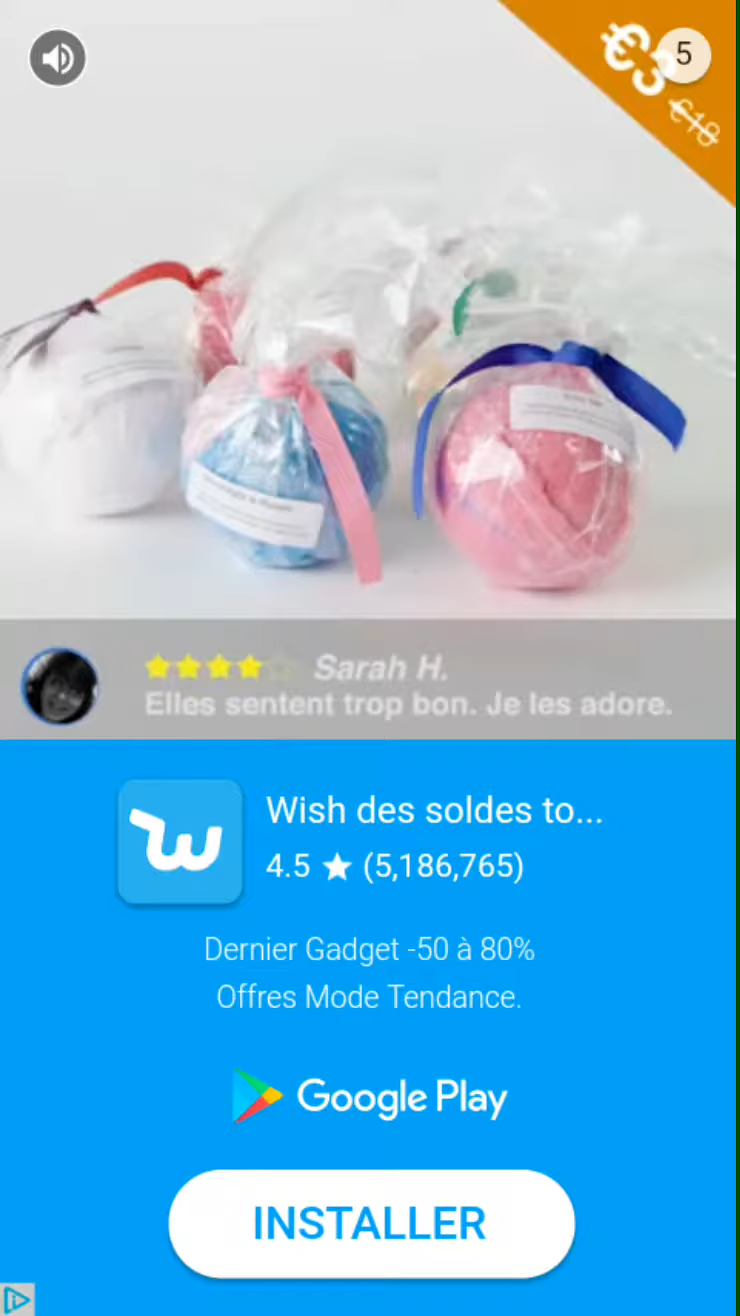 €3
5
€18
Sarah H.
Elles sentent trop bon. Je les adore.
Wish des soldes to...
4.5 ★ (5,186,765)
Dernier Gadget -50 à 80%
Offres Mode Tendance.
Google Play
INSTALLER